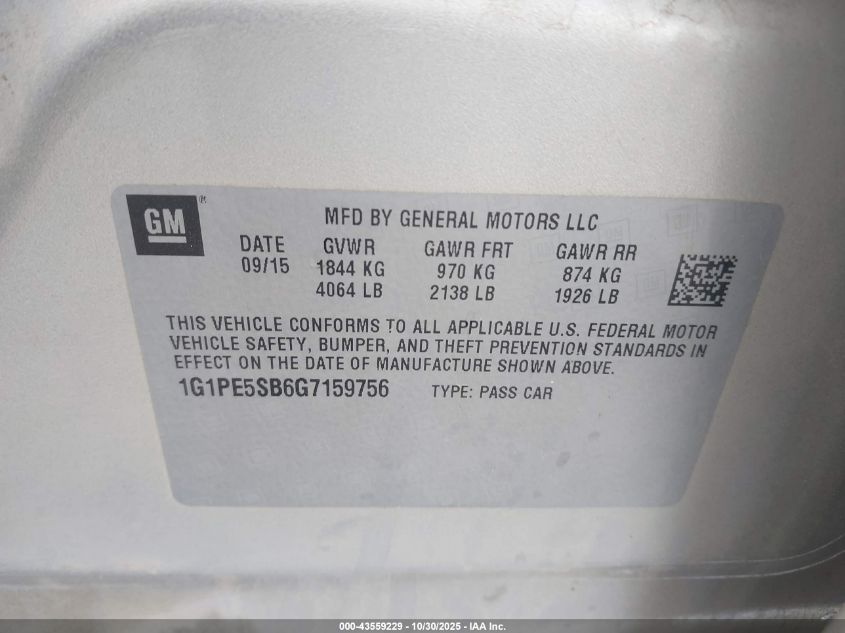 GM®
MFD BY GENERAL MOTORS LLC
DATE GVWR GAWR FRT GAWR RR
09/15 1844 KG 970 KG 874 KG
4064 LB 2138 LB 1926 LB
THIS VEHICLE CONFORMS TO ALL APPLICABLE U.S. FEDERAL MOTOR
VEHICLE SAFETY, BUMPER, AND THEFT PREVENTION STANDARDS IN
EFFECT ON THE DATE OF MANUFACTURE SHOWN ABOVE.
1G1PE5SB6G7159756 TYPE: PASS CAR
000-43559229 - 10/30/2025 - IAA Inc.